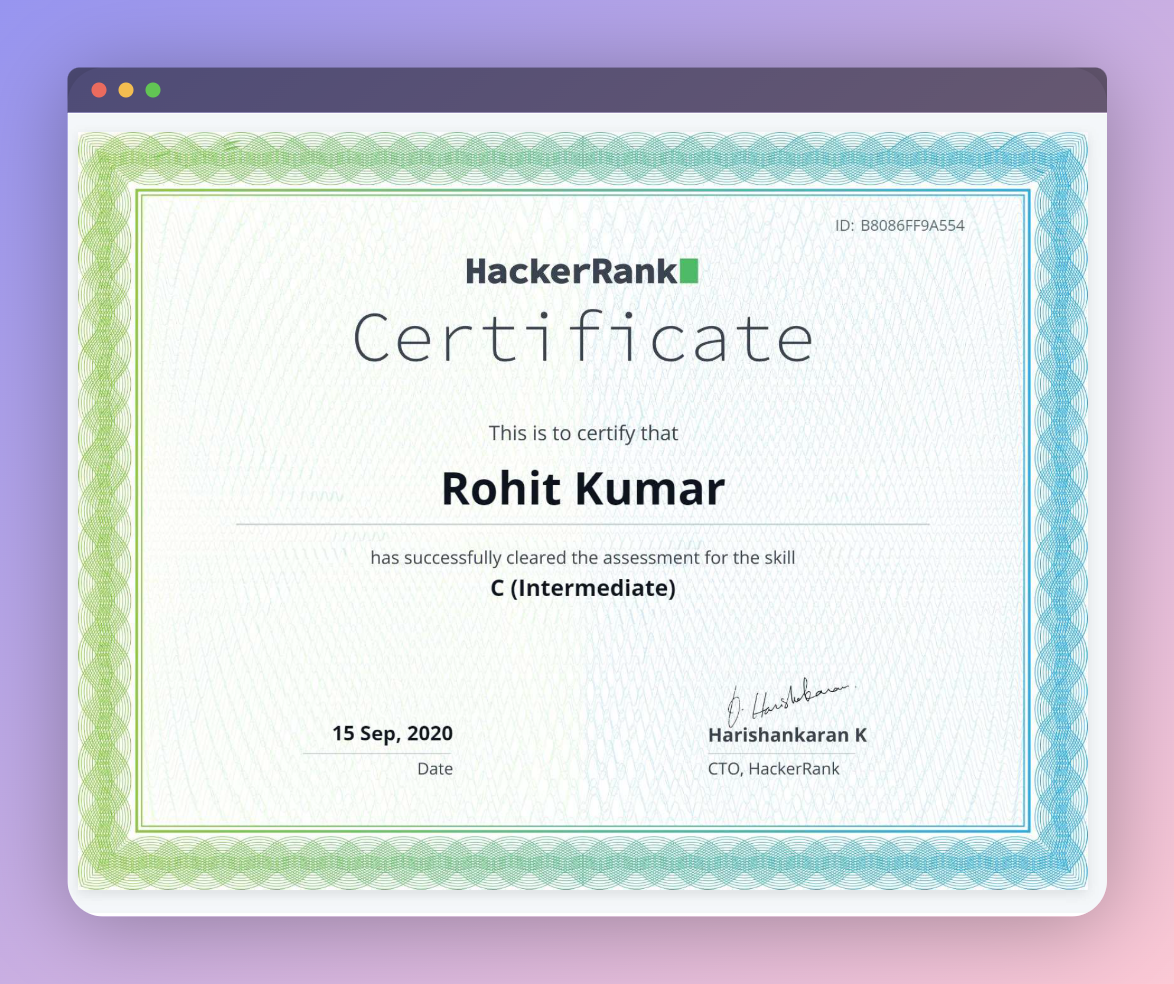 ID: B8086FF9A554
HackerRank
Certificate
This is to certify that
Rohit Kumar
has successfully cleared the assessment for the skill
C (Intermediate)
15 Sep, 2020
Date
Harishankaran K
CTO, HackerRank